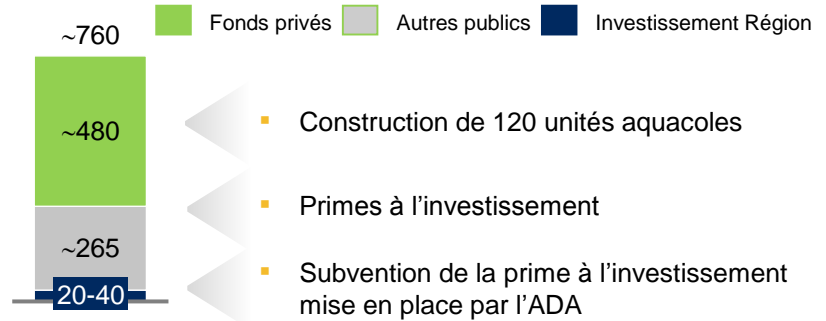 Fonds privés Autres publics Investissement Région
∼760
∼480
Construction de 120 unités aquacoles
Primes à l’investissement
∼265
Subvention de la prime à l’investissement
mise en place par l’ADA
20-40